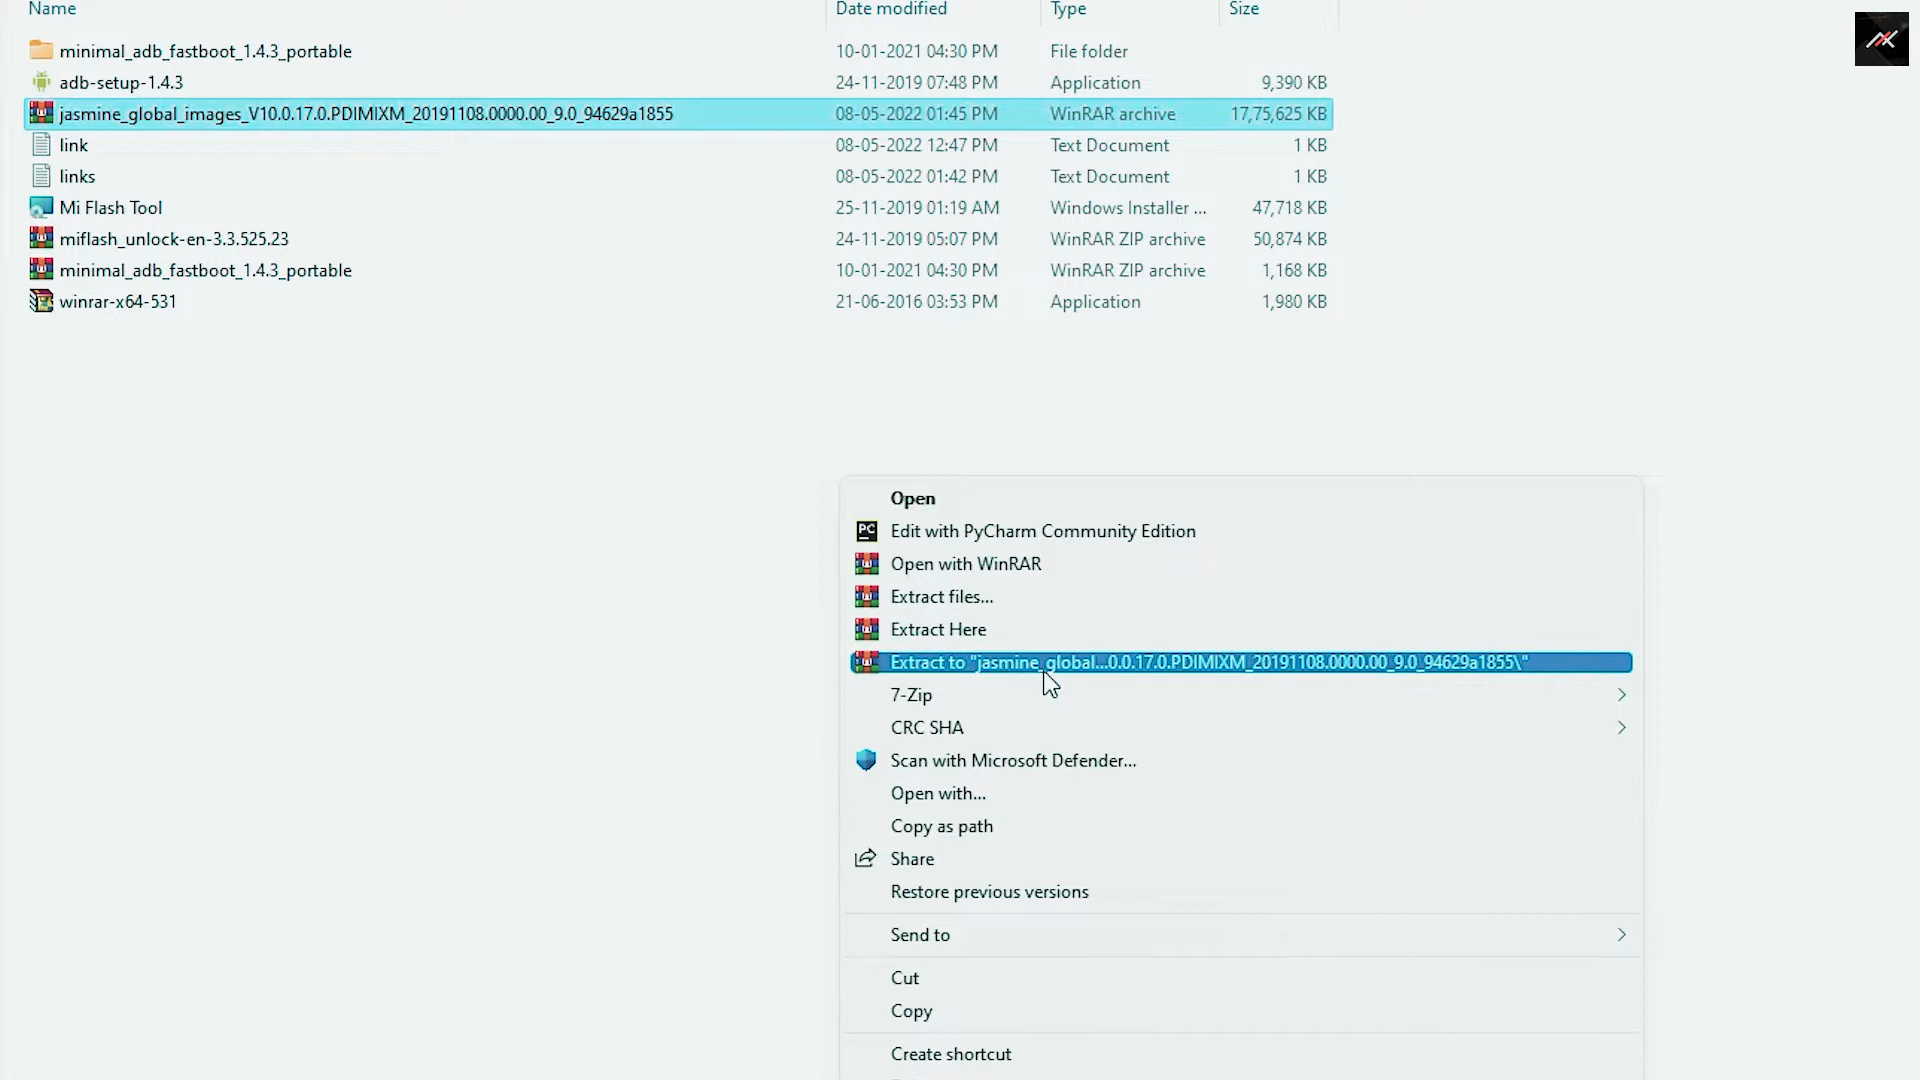 Name Date modified Type Size
minimal_adb_fastboot_1.4.3_portable 10-01-2021 04:30 PM File folder
adb-setup-1.4.3 24-11-2019 07:48 PM Application 9,390 KB
jasmine_global_images_V10.0.17.0.PDIMIXM_20191108.0000.00_9.0_94629a1855 08-05-2022 01:45 PM WinRAR archive 17,75,625 KB
link 08-05-2022 12:47 PM Text Document 1 KB
links 08-05-2022 01:42 PM Text Document 1 KB
Mi Flash Tool 25-11-2019 01:19 AM Windows Installer ... 47,718 KB
miflash_unlock-en-3.3.525.23 24-11-2019 05:07 PM WinRAR ZIP archive 50,874 KB
minimal_adb_fastboot_1.4.3_portable 10-01-2021 04:30 PM WinRAR ZIP archive 1,168 KB
winrar-x64-531 21-06-2016 03:53 PM Application 1,980 KB
Open
PC Edit with PyCharm Community Edition
Open with WinRAR
Extract files...
Extract Here
Extract to "jasmine_global...0.0.17.0.PDIMIXM_20191108.0000.00_9.0_94629a1855\"
7-Zip
CRC SHA
Scan with Microsoft Defender...
Open with...
Copy as path
Share
Restore previous versions
Send to
Cut
Copy
Create shortcut